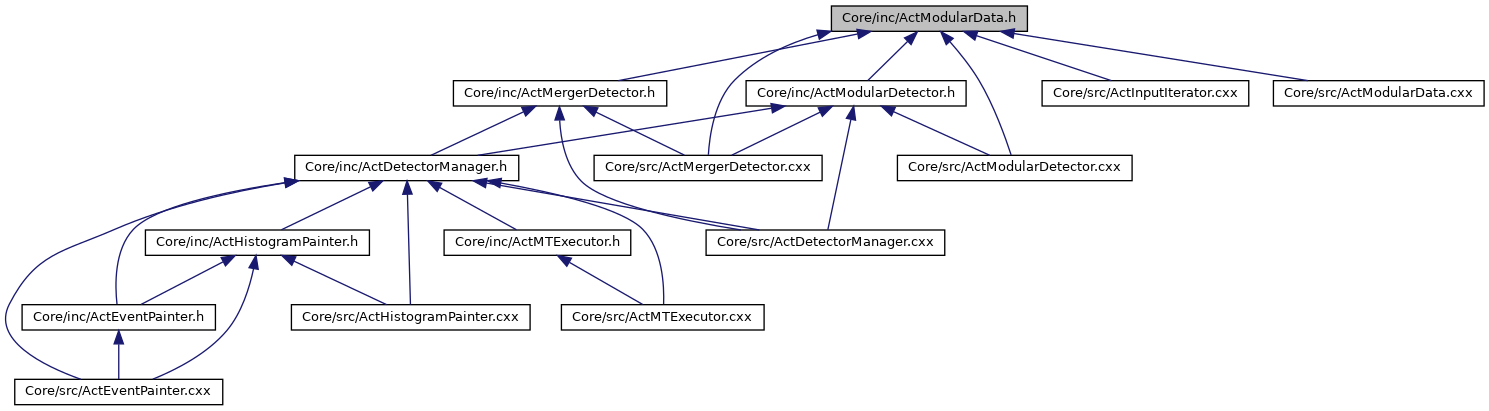 Core/inc/ActModularData.h
Core/inc/ActMergerDetector.h
Core/inc/ActModularDetector.h
Core/src/ActInputIterator.cxx
Core/src/ActModularData.cxx
Core/inc/ActDetectorManager.h
Core/src/ActMergerDetector.cxx
Core/src/ActModularDetector.cxx
Core/inc/ActHistogramPainter.h
Core/inc/ActMTExecutor.h
Core/src/ActDetectorManager.cxx
Core/inc/ActEventPainter.h
Core/src/ActHistogramPainter.cxx
Core/src/ActMTExecutor.cxx
Core/src/ActEventPainter.cxx